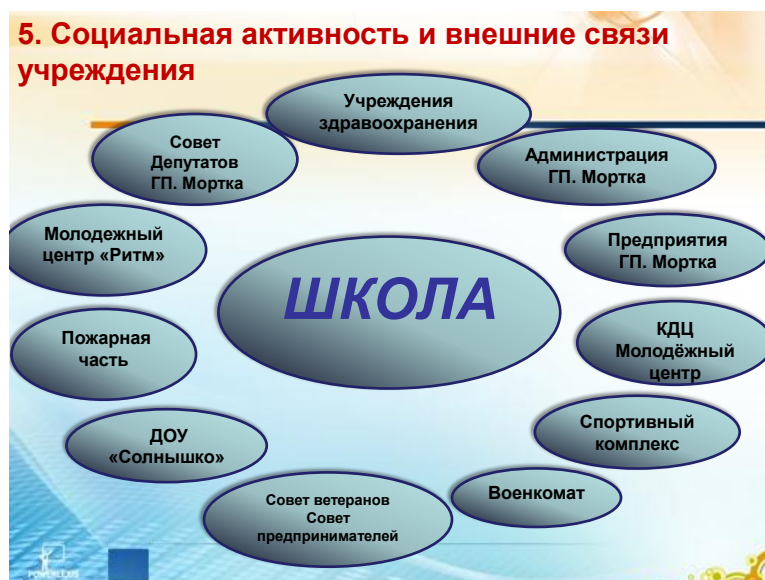 5. Социальная активность и внешние связи
учреждения
Учреждения
здравоохранения
Совет
Депутатов
ГП. Мортка
Администрация
ГП. Мортка
Молодежный
центр «Ритм»
Предприятия
ГП. Мортка
ШКОЛА
Пожарная
часть
КДЦ
Молодёжный
центр
Спортивный
комплекс
ДОУ
«Солнышко»
Военкомат
Совет ветеранов
Совет
предпринимателей